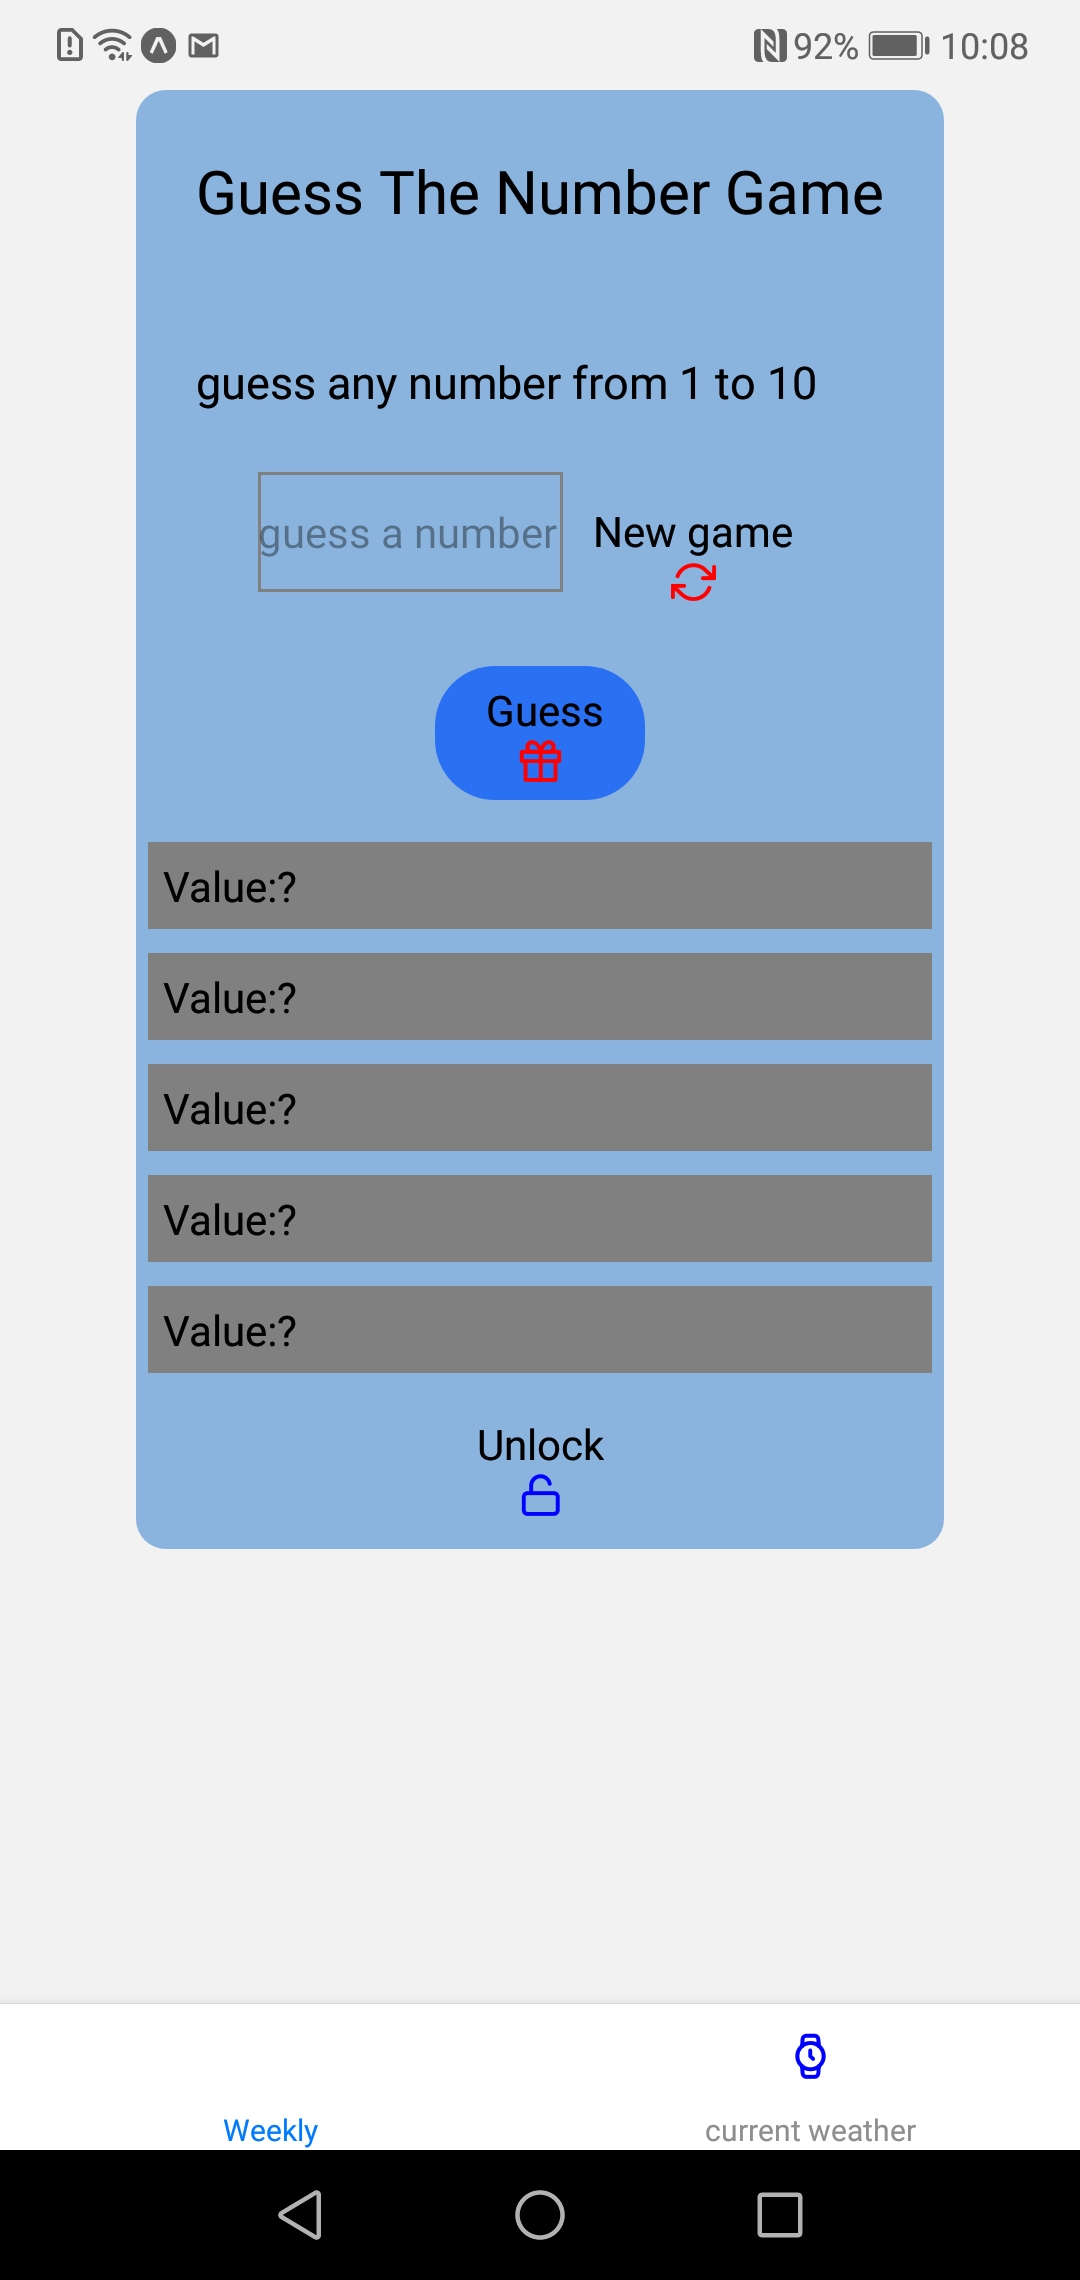 92% 10:08
Guess The Number Game
guess any number from 1 to 10
guess a number New game
Guess
Value:?
Value:?
Value:?
Value:?
Value:?
Unlock
Weekly current weather